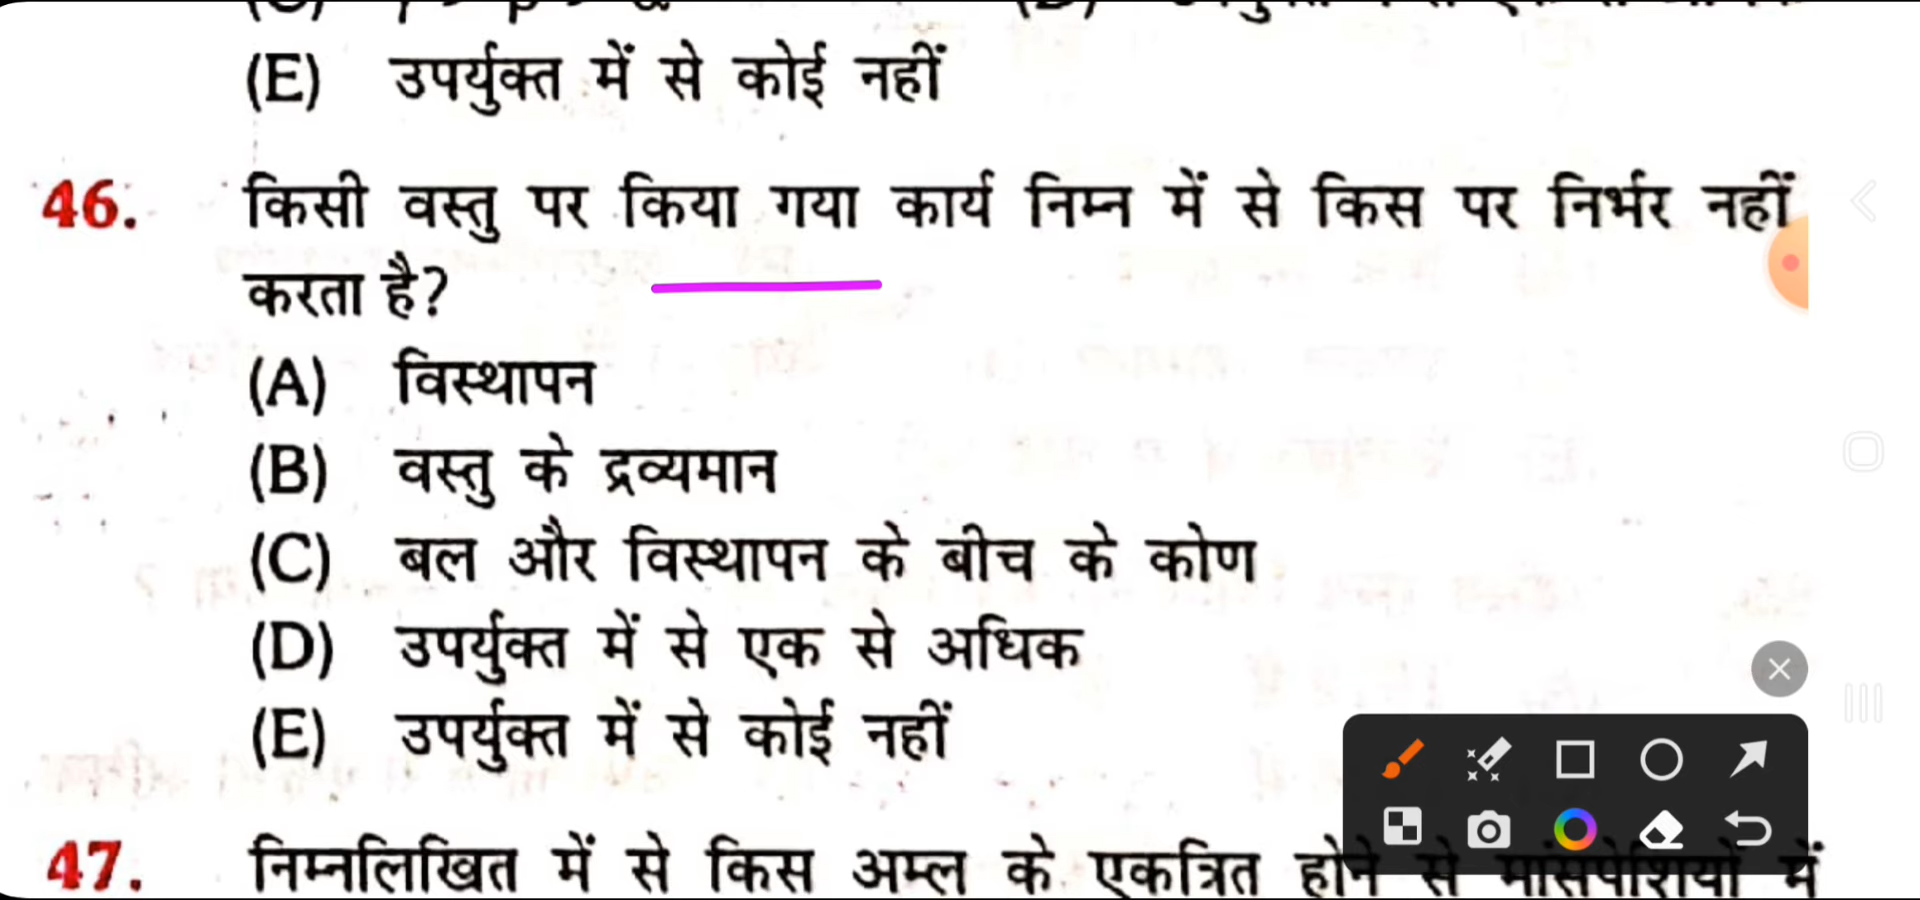 (E) उपर्युक्त में से कोई नहीं
46. किसी वस्तु पर किया गया कार्य निम्न में से किस पर निर्भर नहीं
करता है?
(A) विस्थापन
(B) वस्तु के द्रव्यमान
(C) बल और विस्थापन के बीच के कोण
(D) उपर्युक्त में से एक से अधिक
(E) उपर्युक्त में से कोई नहीं
47. निम्नलिखित में से किस अम्ल के एकत्रित होने से मांसपेशियों में